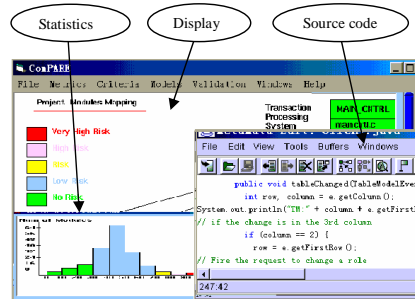 Statistics
Display
Source code
ConPARE
File Metrics Criteria Models Validation Windows Help
Project Modules Mapping
Transaction
Processing
System
MAIN_CNTRL
Very High Risk
High Risk
Risk
Low Risk
No Risk
File Edit View Tools Buffers Windows
public void tableChanged(TableModelEve
int row, column = e.getColumn();
System.out.println("TM:" + column + e.getFirst
// if the change is in the 3rd column
if (column == 2) {
row = e.getFirstRow();
// Fire the request to change a role
247:42